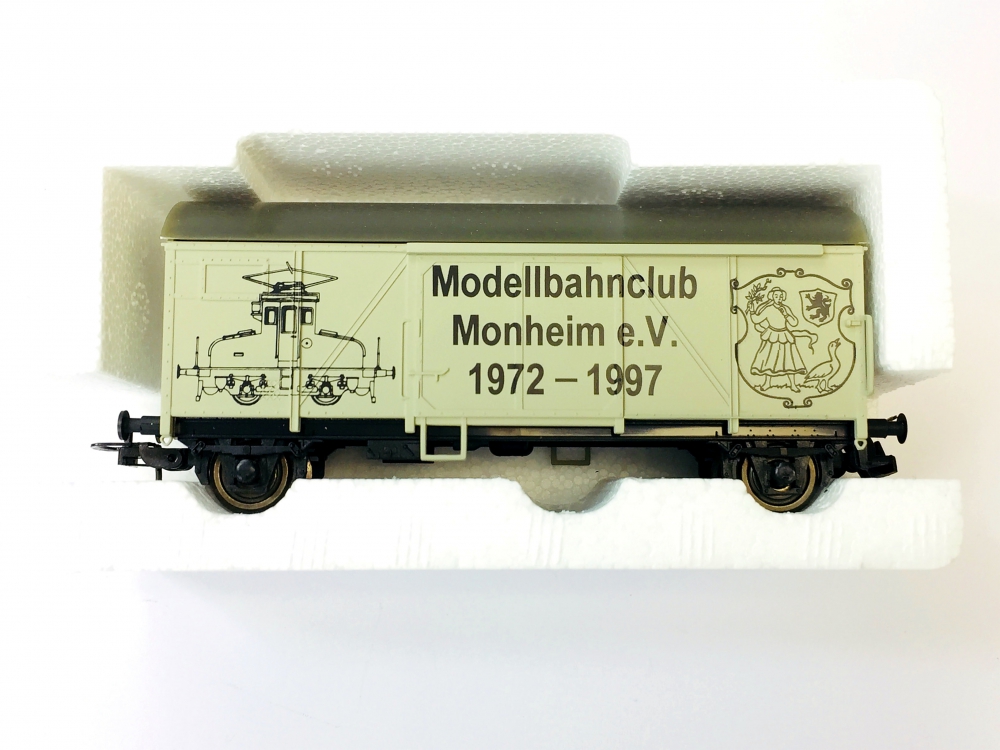 Modellbahnclub
Monheim e.V.
1972 – 1997